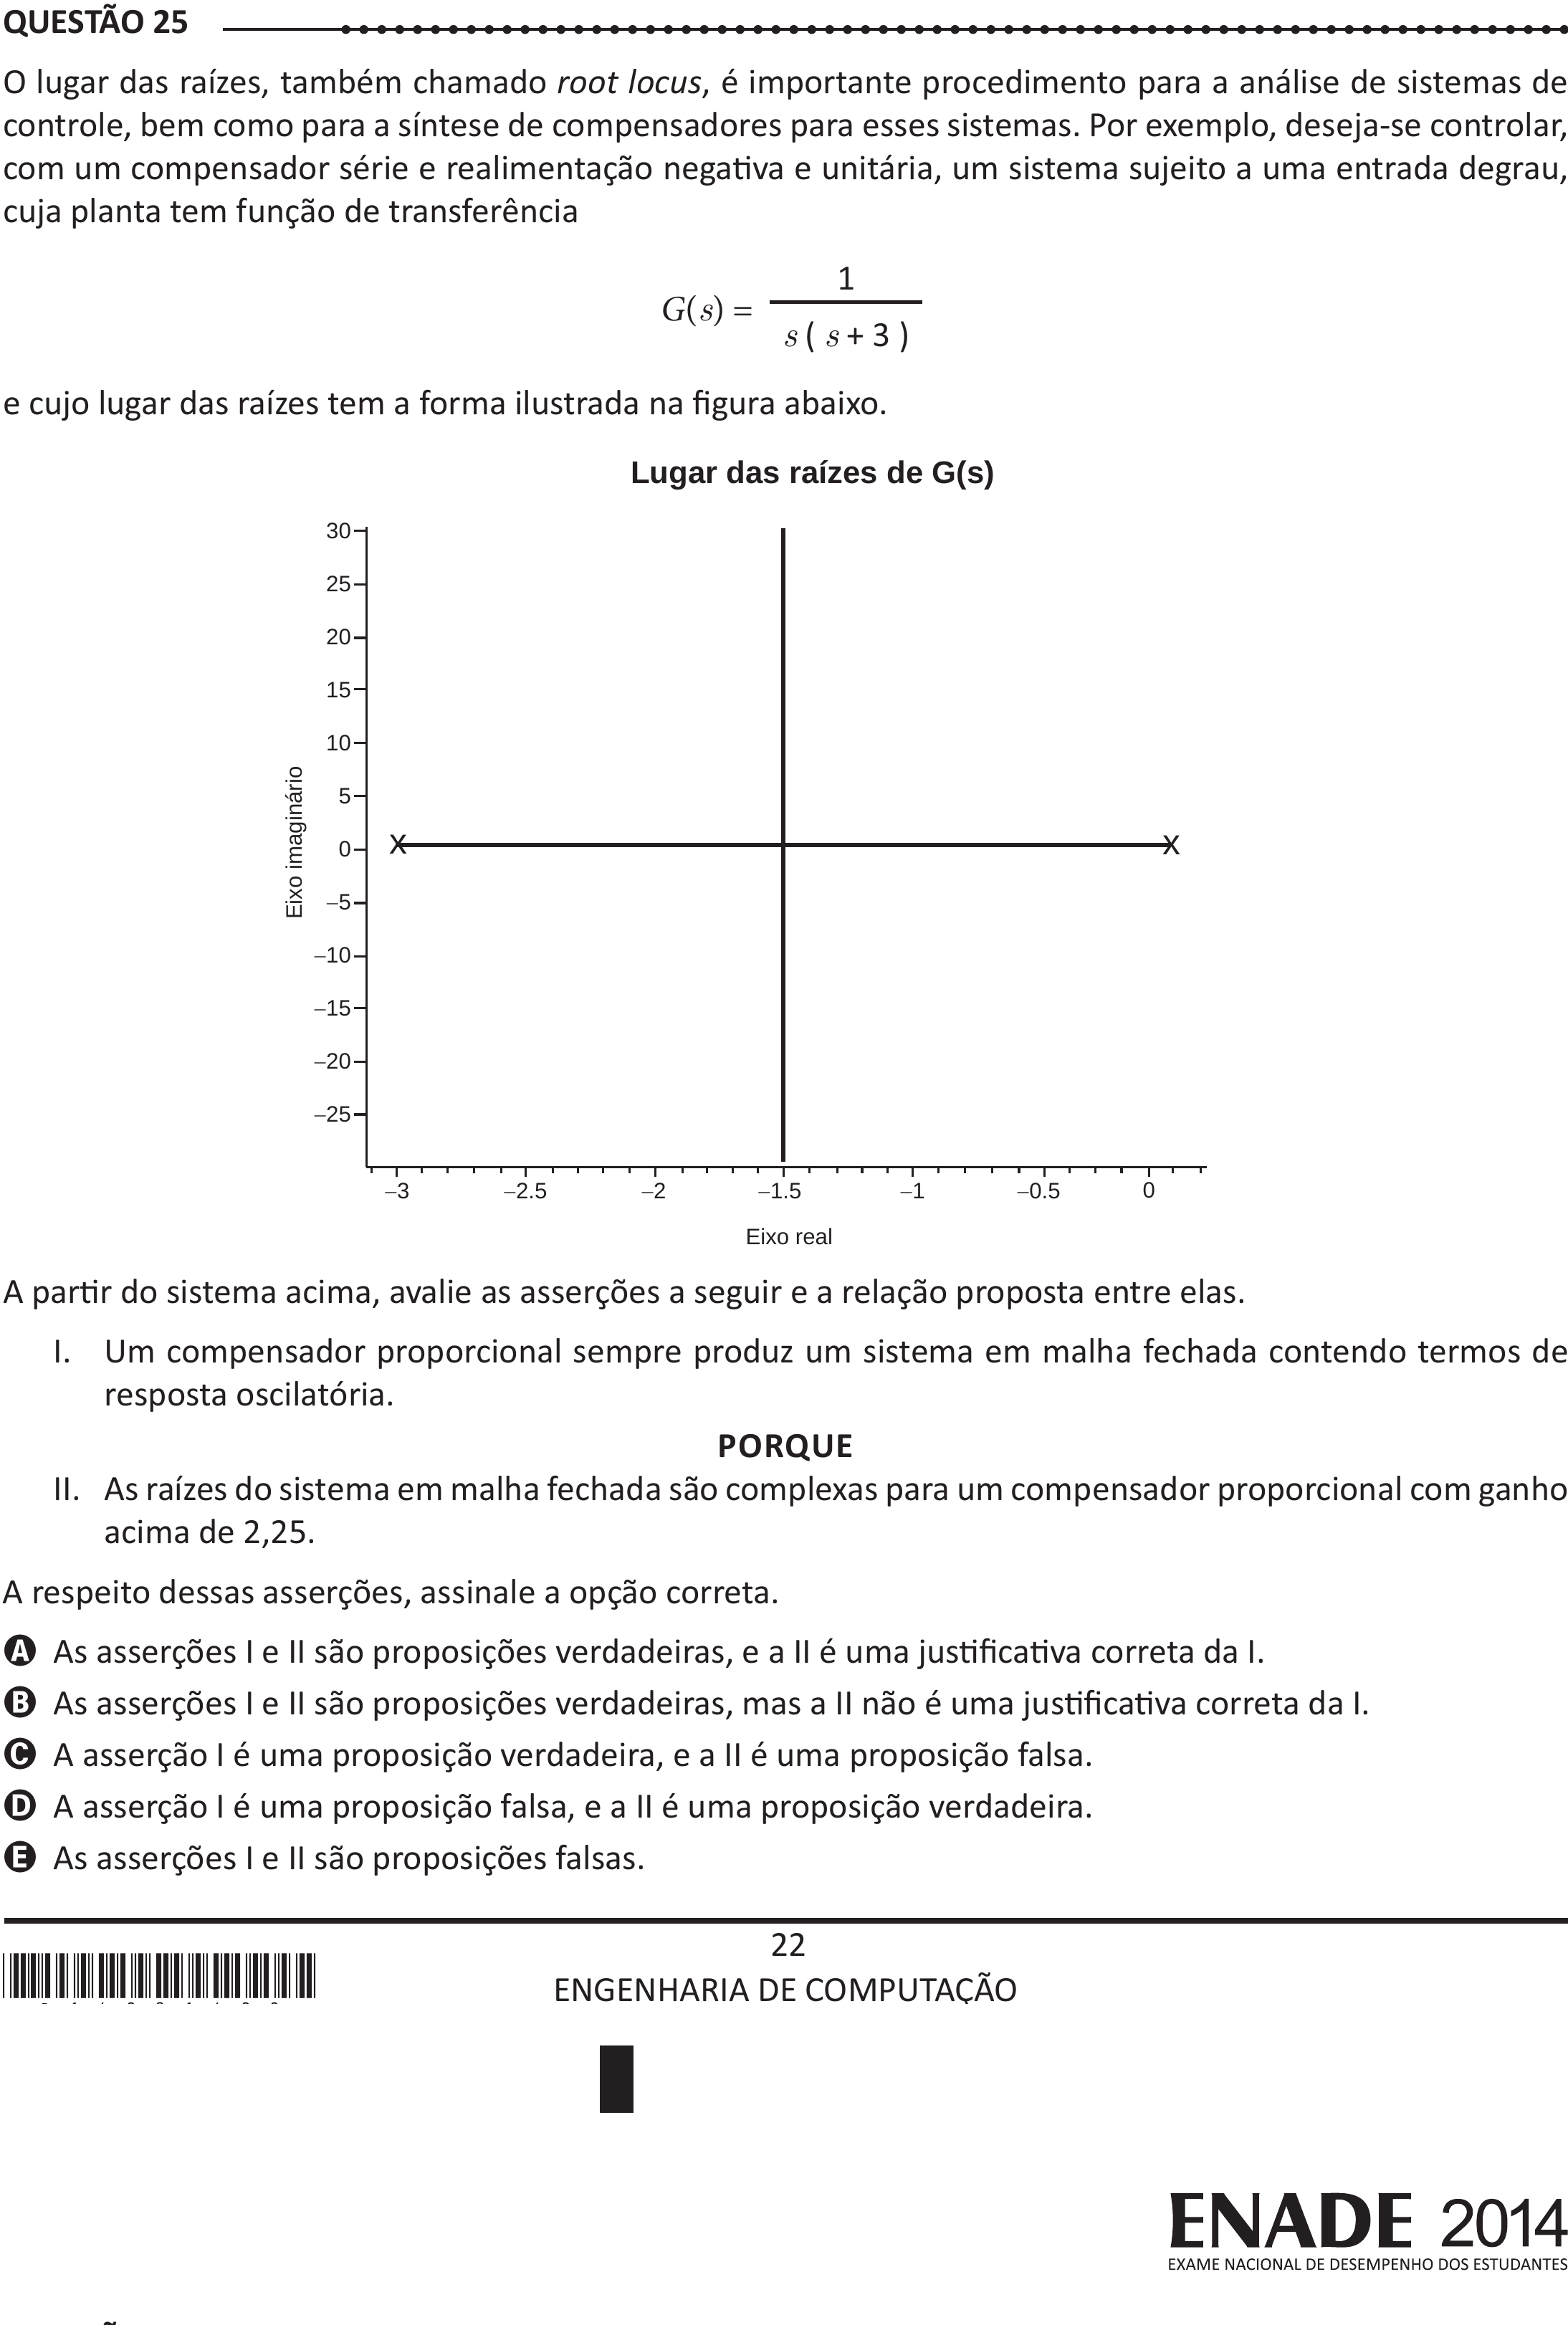 QUESTÃO 25
O lugar das raízes, também chamado root locus, é importante procedimento para a análise de sistemas de
controle, bem como para a síntese de compensadores para esses sistemas. Por exemplo, deseja-se controlar,
com um compensador série e realimentação negativa e unitária, um sistema sujeito a uma entrada degrau,
cuja planta tem função de transferência
1
G(s) =
s ( s + 3 )
e cujo lugar das raízes tem a forma ilustrada na figura abaixo.
Lugar das raízes de G(s)
30
25
20
15
10
5
0
–5
–10
–15
–20
–25
Eixo imaginário
X
X
–3 –2.5 –2 –1.5 –1 –0.5 0
Eixo real
A partir do sistema acima, avalie as asserções a seguir e a relação proposta entre elas.
I. Um compensador proporcional sempre produz um sistema em malha fechada contendo termos de
resposta oscilatória.
PORQUE
II. As raízes do sistema em malha fechada são complexas para um compensador proporcional com ganho
acima de 2,25.
A respeito dessas asserções, assinale a opção correta.
A As asserções I e II são proposições verdadeiras, e a II é uma justificativa correta da I.
B As asserções I e II são proposições verdadeiras, mas a II não é uma justificativa correta da I.
C A asserção I é uma proposição verdadeira, e a II é uma proposição falsa.
D A asserção I é uma proposição falsa, e a II é uma proposição verdadeira.
E As asserções I e II são proposições falsas.
22
ENGENHARIA DE COMPUTAÇÃO
ENADE 2014
EXAME NACIONAL DE DESEMPENHO DOS ESTUDANTES